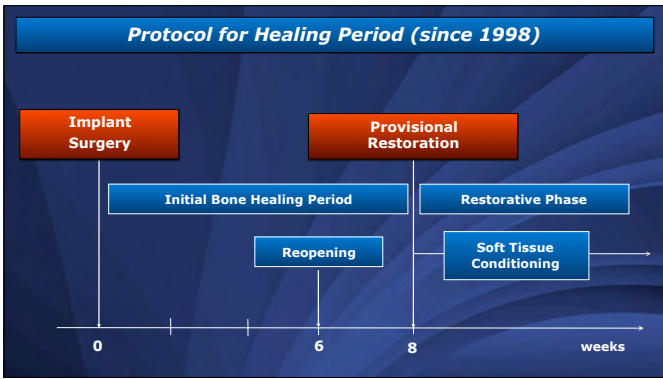 Protocol for Healing Period (since 1998)
Implant
Surgery
Provisional
Restoration
Initial Bone Healing Period
Restorative Phase
Reopening
Soft Tissue
Conditioning
0
6
8
weeks